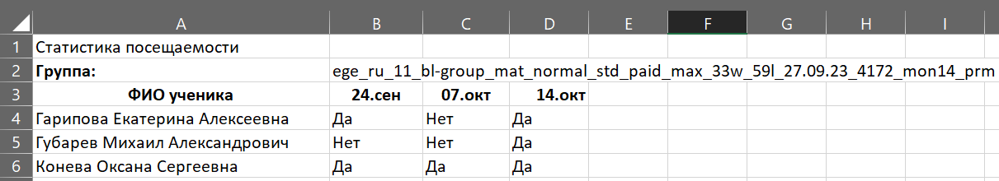 A B C D E F G H I
1 Статистика посещаемости
2 Группа: ege_ru_11_bl-group_mat_normal_std_paid_max_33w_59l_27.09.23_4172_mon14_prm
3 ФИО ученика 24.сен 07.окт 14.окт
4 Гарипова Екатерина Алексеевна Да Нет Да
5 Губарев Михаил Александрович Нет Нет Да
6 Конева Оксана Сергеевна Да Да Да